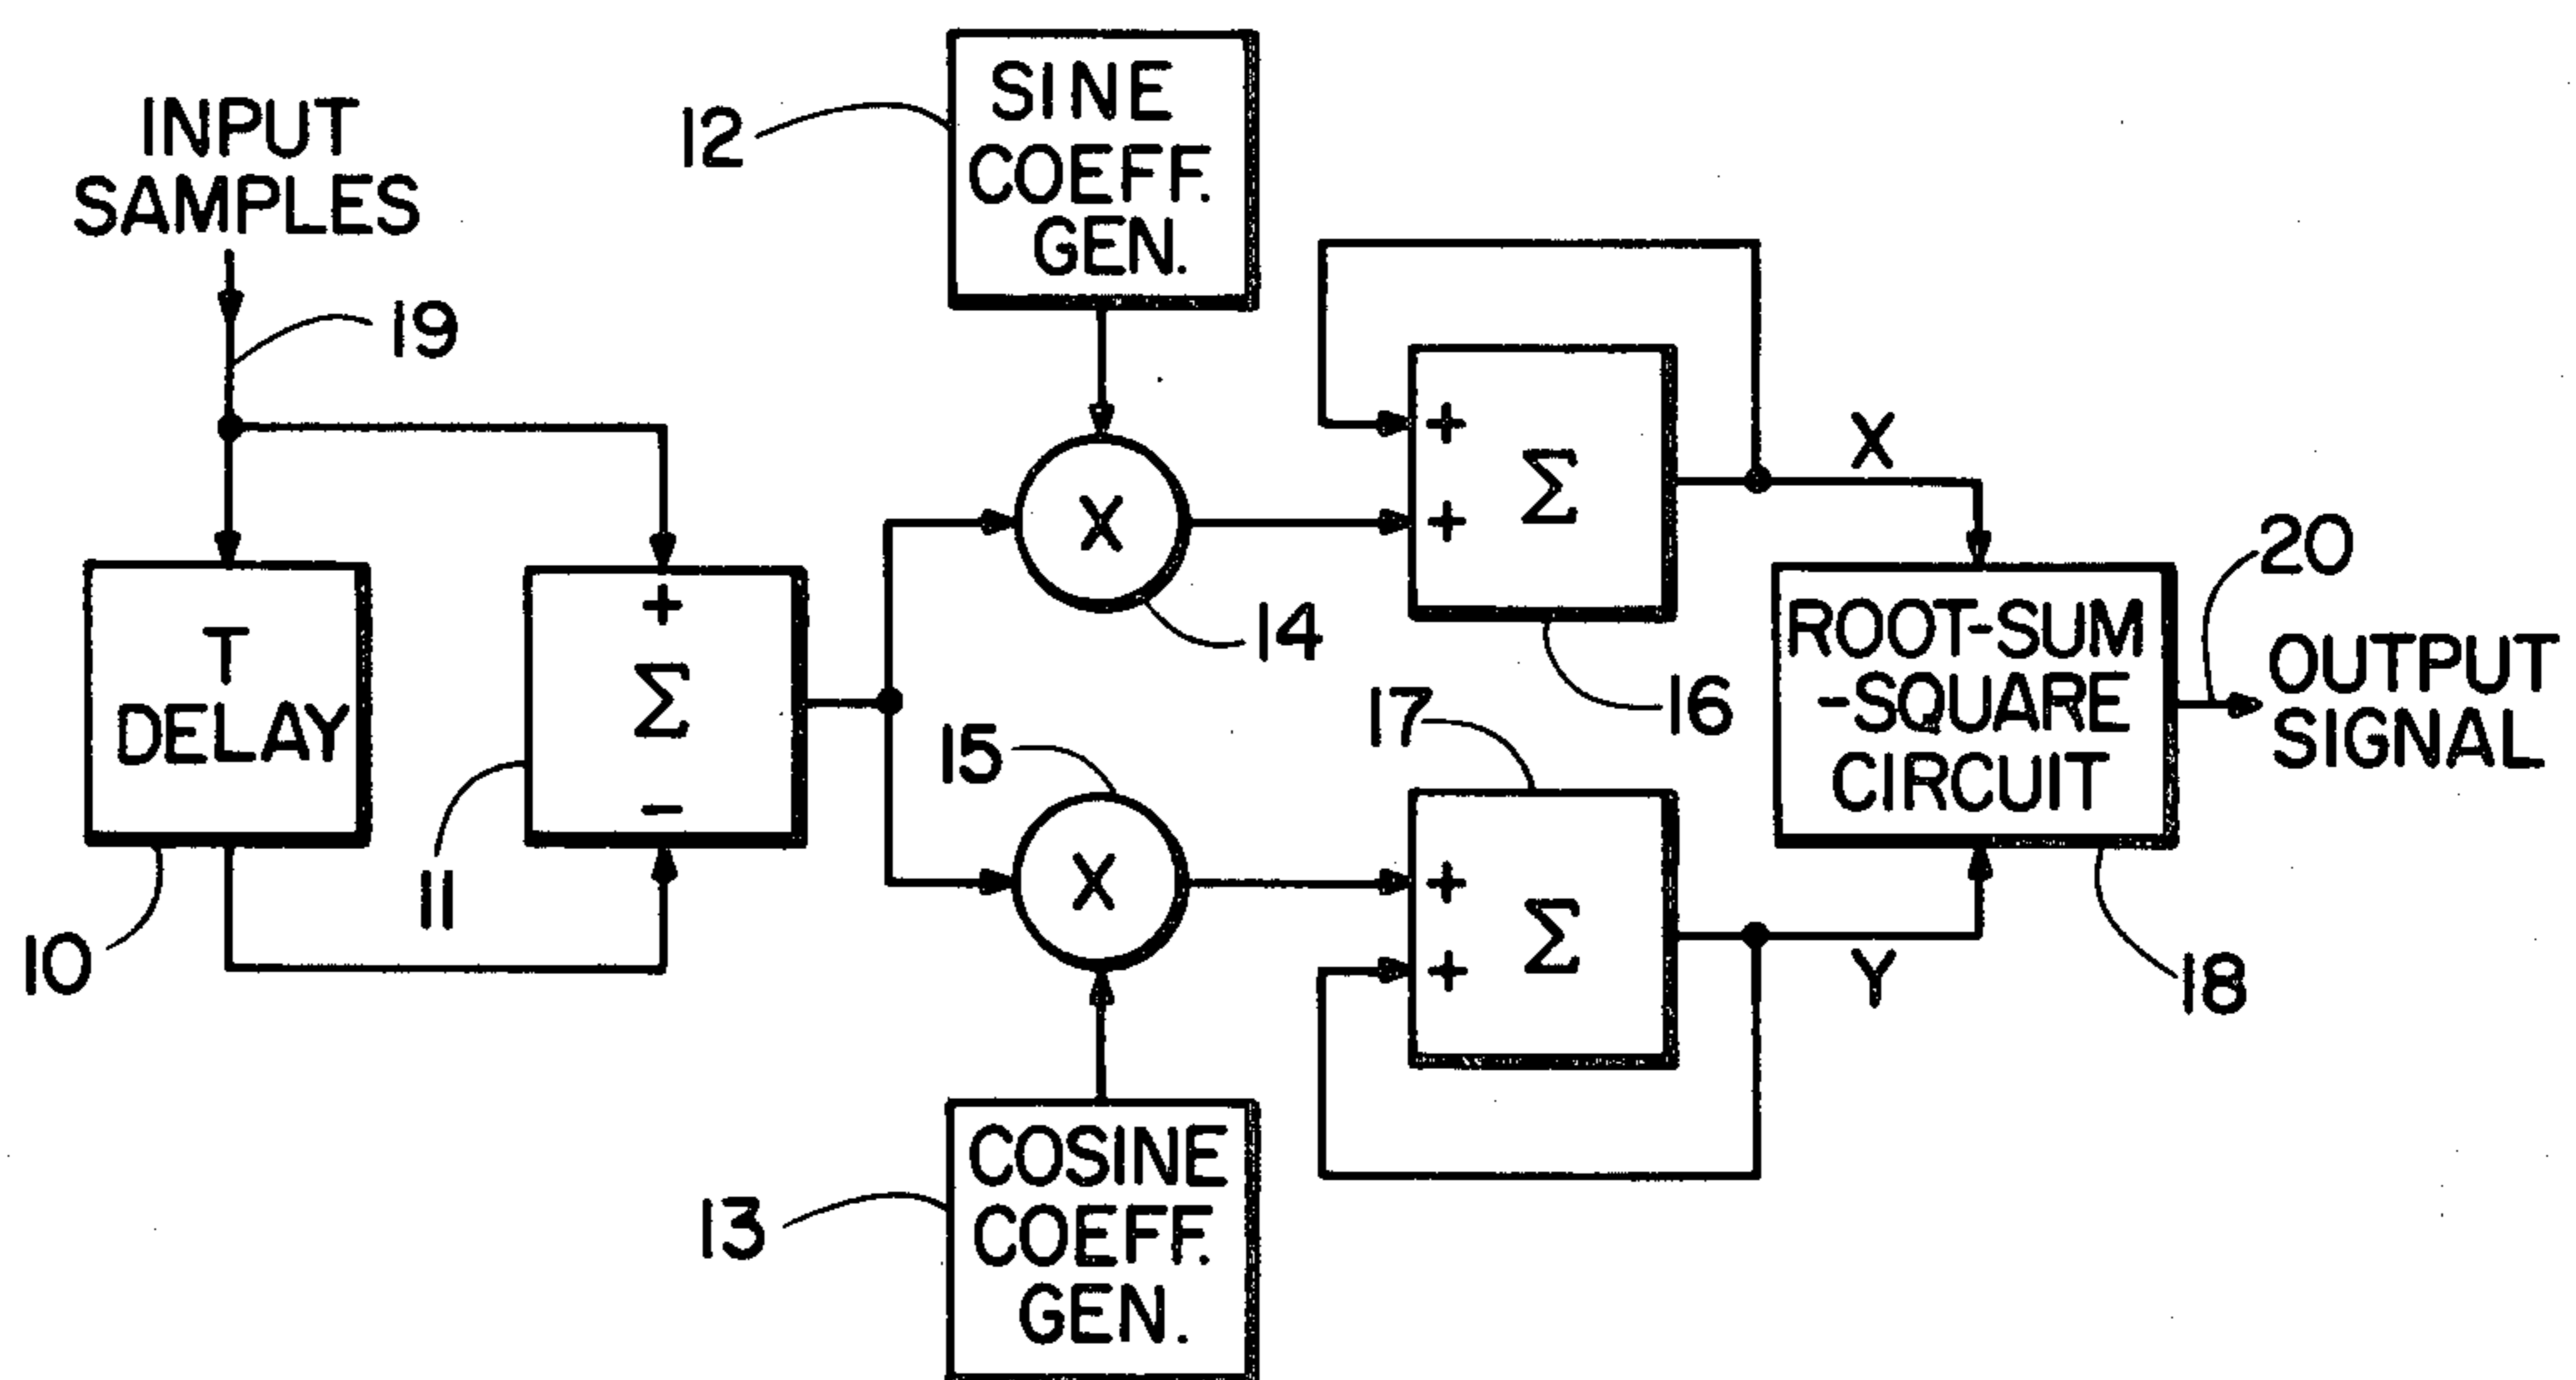 INPUT
SAMPLES
19
T
DELAY
10
+
Σ
-
11
SINE
COEFF.
GEN.
12
X
14
X
15
COSINE
COEFF.
GEN.
13
+
+
Σ
16
+
+
Σ
17
X
Y
ROOT-SUM
-SQUARE
CIRCUIT
18
20
OUTPUT
SIGNAL